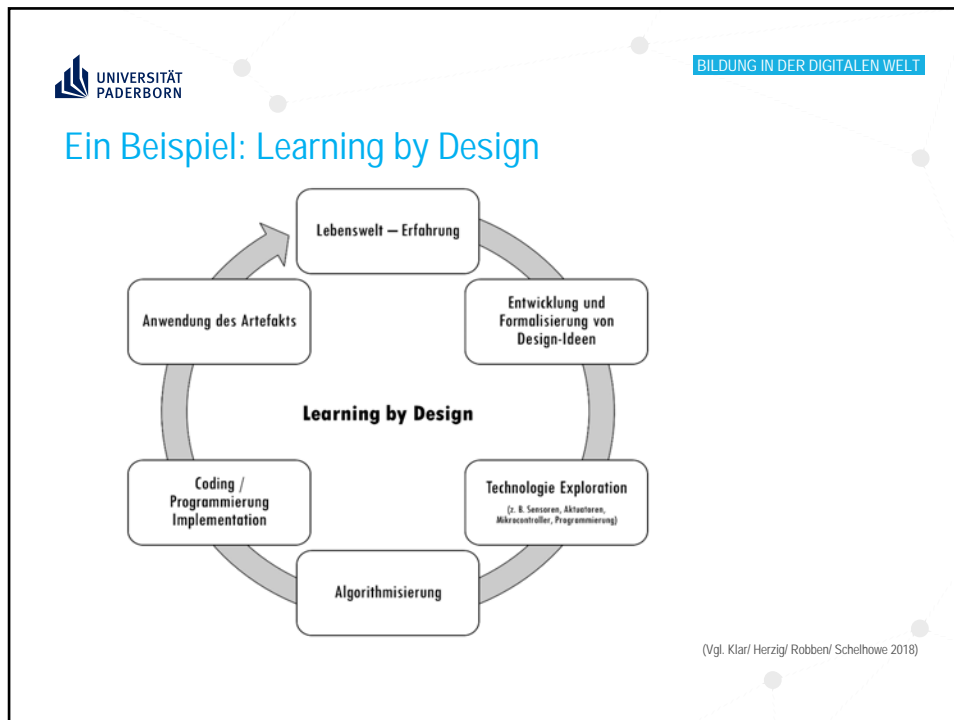 UNIVERSITÄT
PADERBORN
BILDUNG IN DER DIGITALEN WELT
Ein Beispiel: Learning by Design
Lebenswelt – Erfahrung
Entwicklung und
Formalisierung von
Design-Ideen
Technologie Exploration
(z. B. Sensoren, Aktuatoren,
Mikrocontroller, Programmierung)
Algorithmisierung
Coding /
Programmierung
Implementation
Anwendung des Artefakts
Learning by Design
(Vgl. Klar/ Herzig/ Robben/ Schelhowe 2018)